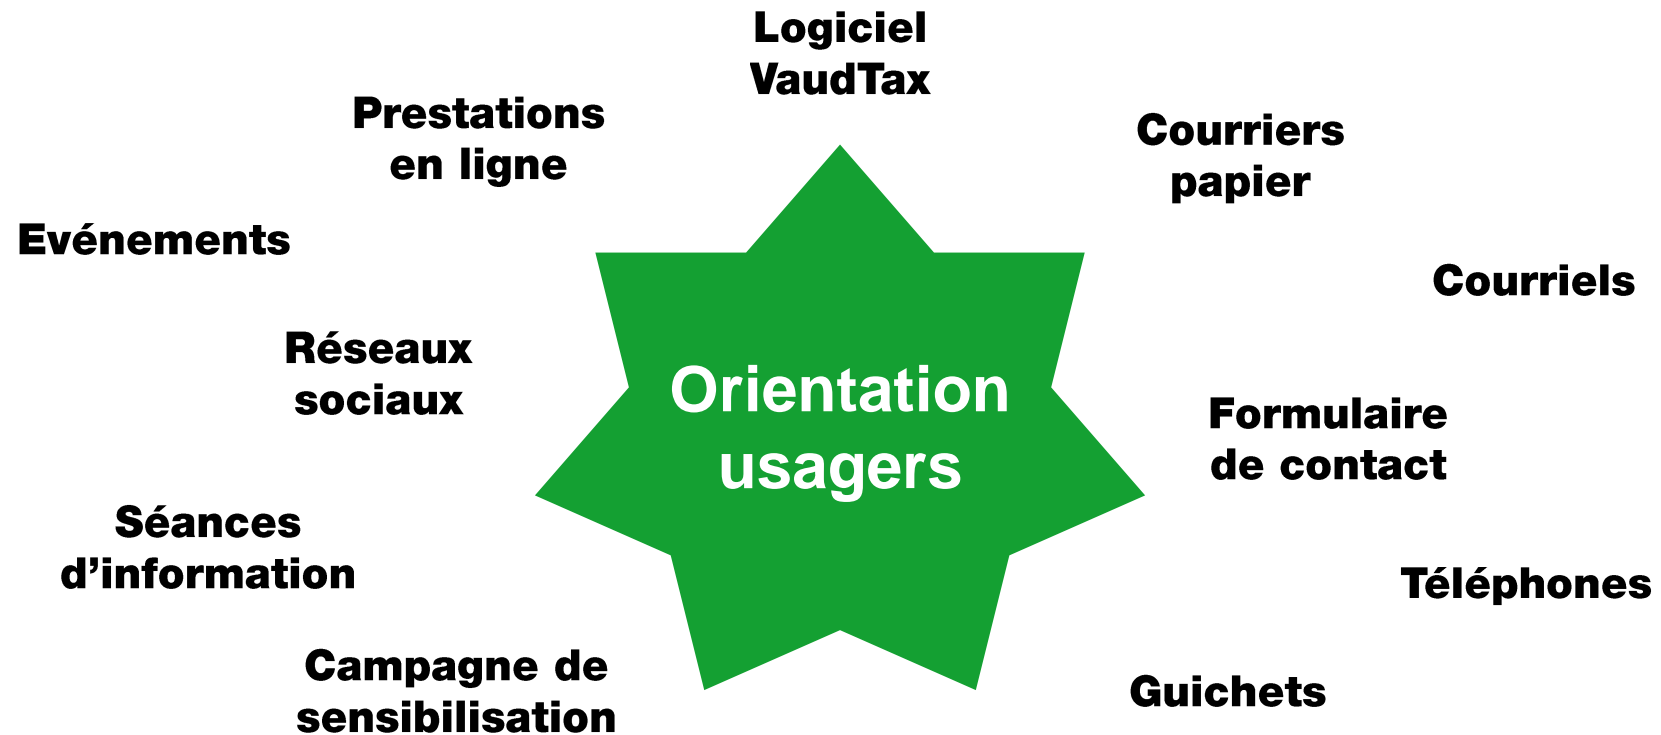 Logiciel
VaudTax
Prestations
en ligne
Courriers
papier
Evénements
Courriels
Réseaux
sociaux
Orientation
usagers
Formulaire
de contact
Séances
d’information
Téléphones
Campagne de
sensibilisation
Guichets